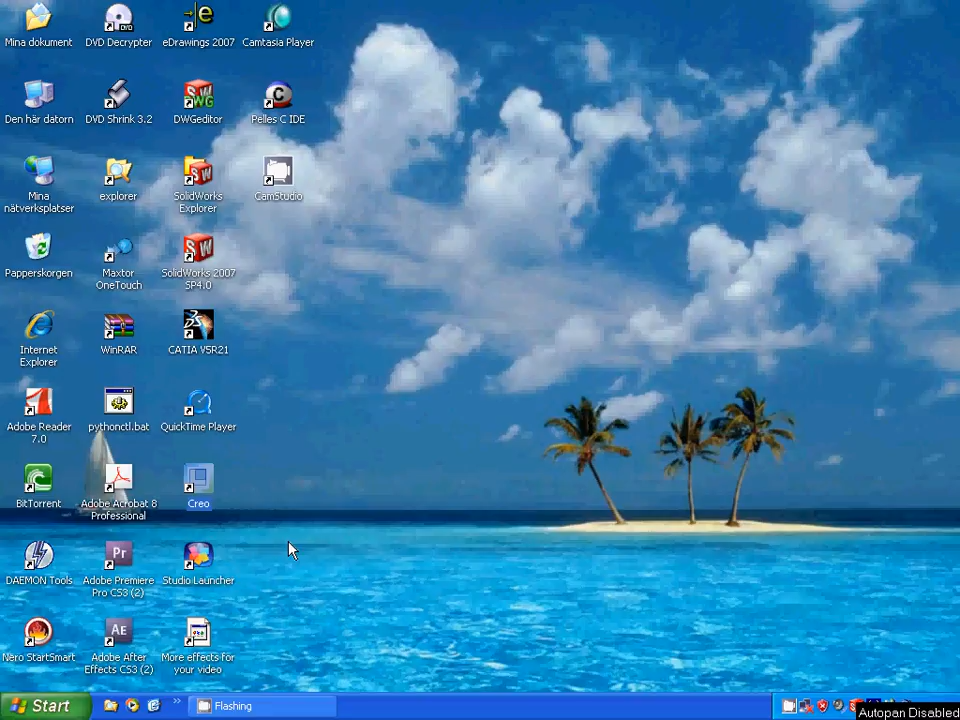 Mina dokument
DVD Decrypter
eDrawings 2007
Camtasia Player
Den här datorn
DVD Shrink 3.2
DWGeditor
Pelles C IDE
Mina
nätverksplatser
explorer
SolidWorks
Explorer
CamStudio
Papperskorgen
Maxtor
OneTouch
SolidWorks 2007
SP4.0
Internet
Explorer
WinRAR
CATIA V5R21
Adobe Reader
7.0
pythonctl.bat
QuickTime Player
BitTorrent
Adobe Acrobat 8
Professional
Creo
DAEMON Tools
Adobe Premiere
Pro CS3 (2)
Studio Launcher
Nero StartSmart
Adobe After
Effects CS3 (2)
More effects for
your video
Start
Flashing
Autopan Disabled